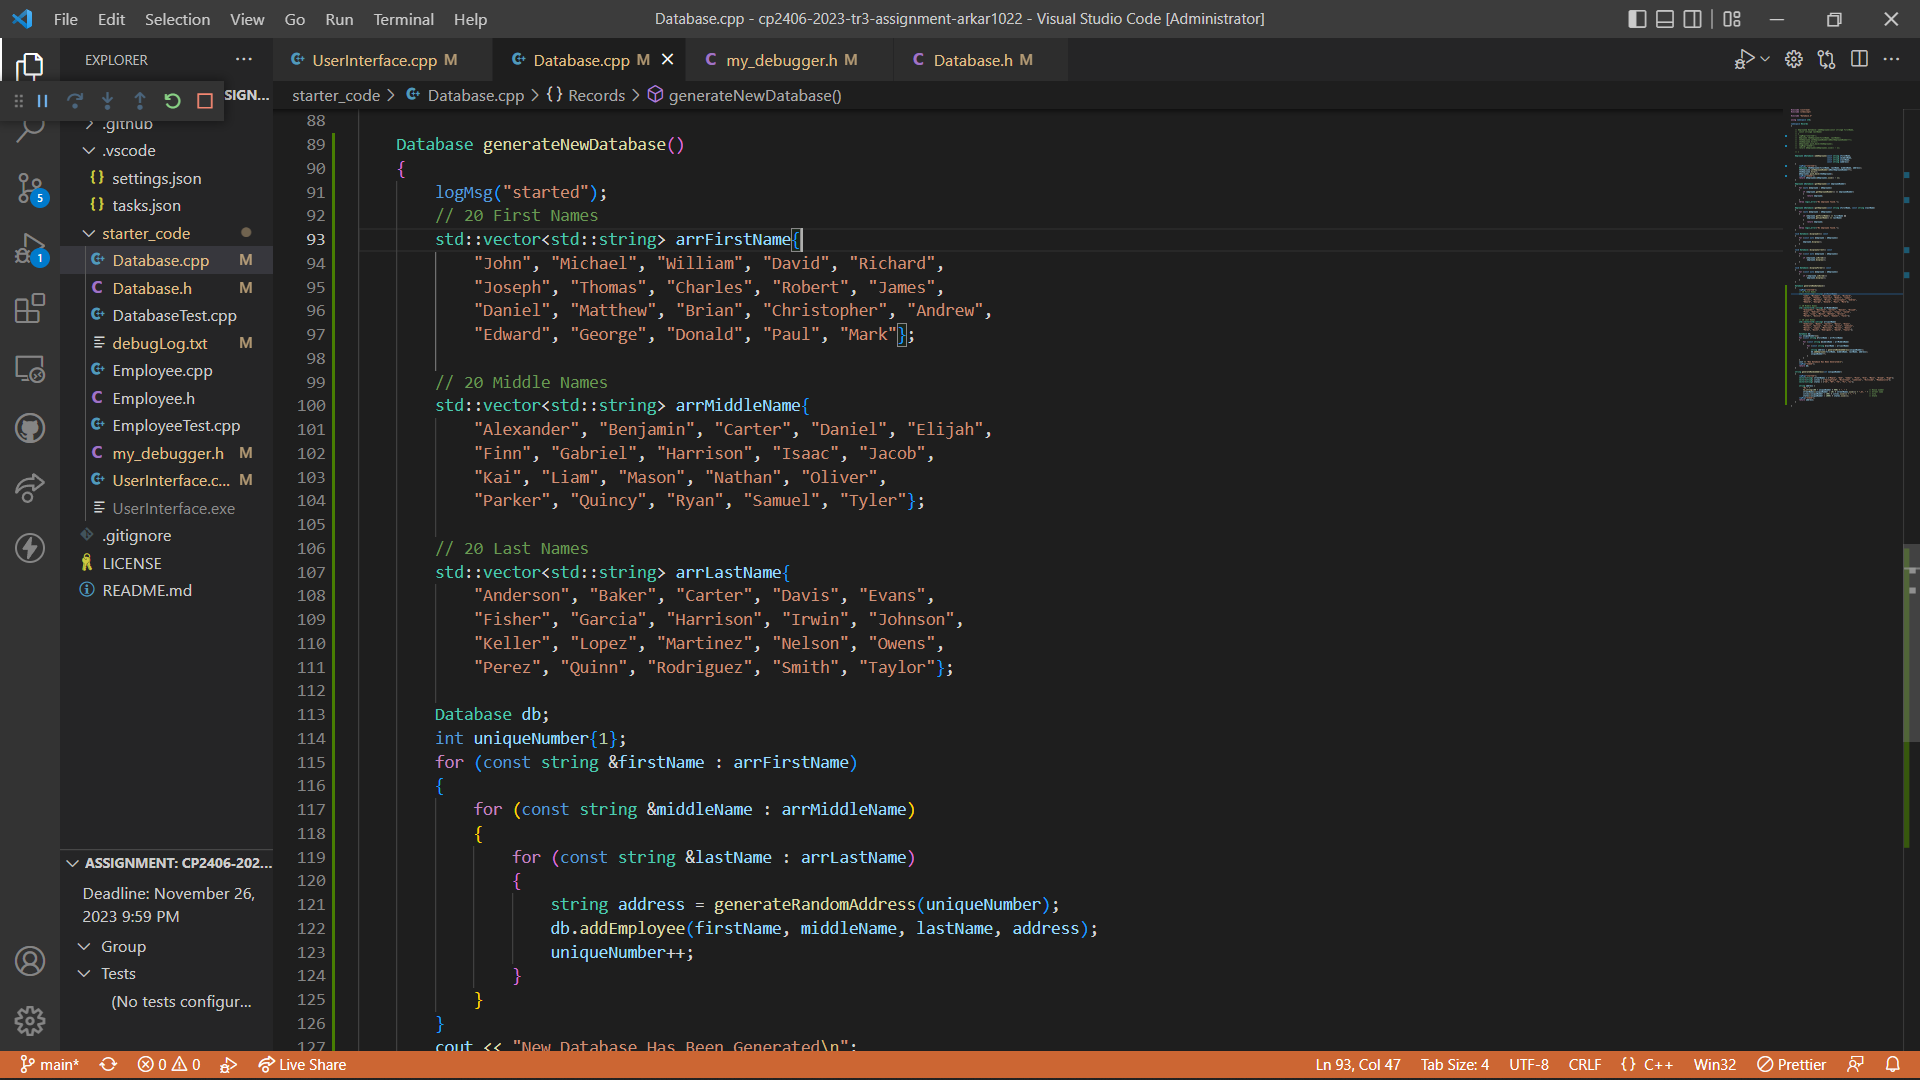 File Edit Selection View Go Run Terminal Help
Database.cpp - cp2406-2023-tr3-assignment-arkar1022 - Visual Studio Code [Administrator]
EXPLORER
UserInterface.cpp M
Database.cpp M
my_debugger.h M
Database.h M
SIGN...
starter_code > Database.cpp > {} Records > generateNewDatabase()
.github
.vscode
settings.json
tasks.json
starter_code
Database.cpp M
Database.h M
DatabaseTest.cpp
debugLog.txt M
Employee.cpp
Employee.h
EmployeeTest.cpp
my_debugger.h M
UserInterface.c... M
UserInterface.exe
.gitignore
LICENSE
README.md
5
1
ASSIGNMENT: CP2406-202...
Deadline: November 26,
2023 9:59 PM
Group
Tests
(No tests configur...
88
89 Database generateNewDatabase()
90 {
91 logMsg("started");
92 // 20 First Names
93 std::vector<std::string> arrFirstName{
94 "John", "Michael", "William", "David", "Richard",
95 "Joseph", "Thomas", "Charles", "Robert", "James",
96 "Daniel", "Matthew", "Brian", "Christopher", "Andrew",
97 "Edward", "George", "Donald", "Paul", "Mark"};
98
99 // 20 Middle Names
100 std::vector<std::string> arrMiddleName{
101 "Alexander", "Benjamin", "Carter", "Daniel", "Elijah",
102 "Finn", "Gabriel", "Harrison", "Isaac", "Jacob",
103 "Kai", "Liam", "Mason", "Nathan", "Oliver",
104 "Parker", "Quincy", "Ryan", "Samuel", "Tyler"};
105
106 // 20 Last Names
107 std::vector<std::string> arrLastName{
108 "Anderson", "Baker", "Carter", "Davis", "Evans",
109 "Fisher", "Garcia", "Harrison", "Irwin", "Johnson",
110 "Keller", "Lopez", "Martinez", "Nelson", "Owens",
111 "Perez", "Quinn", "Rodriguez", "Smith", "Taylor"};
112
113 Database db;
114 int uniqueNumber{1};
115 for (const string &firstName : arrFirstName)
116 {
117 for (const string &middleName : arrMiddleName)
118 {
119 for (const string &lastName : arrLastName)
120 {
121 string address = generateRandomAddress(uniqueNumber);
122 db.addEmployee(firstName, middleName, lastName, address);
123 uniqueNumber++;
124 }
125 }
126 }
127 cout << "New Database Has Been Generated\n";
main* 0 0 Live Share
Ln 93, Col 47 Tab Size: 4 UTF-8 CRLF {} C++ Win32 Prettier